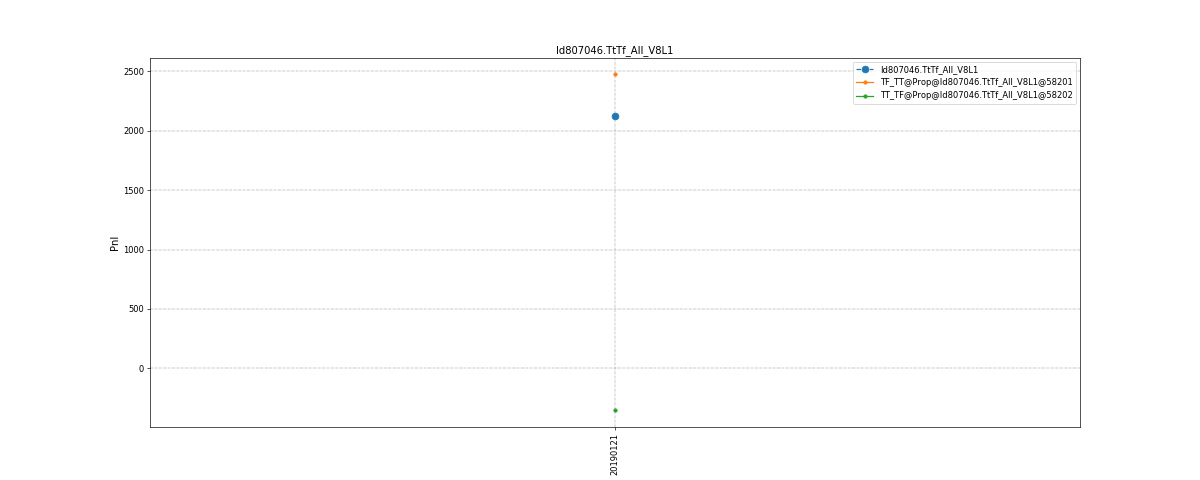 Id807046.TtTf_All_V8L1
Id807046.TtTf_All_V8L1
TF_TT@Prop@Id807046.TtTf_All_V8L1@58201
TT_TF@Prop@Id807046.TtTf_All_V8L1@58202
2500
2000
1500
1000
500
0
Pnl
20190121